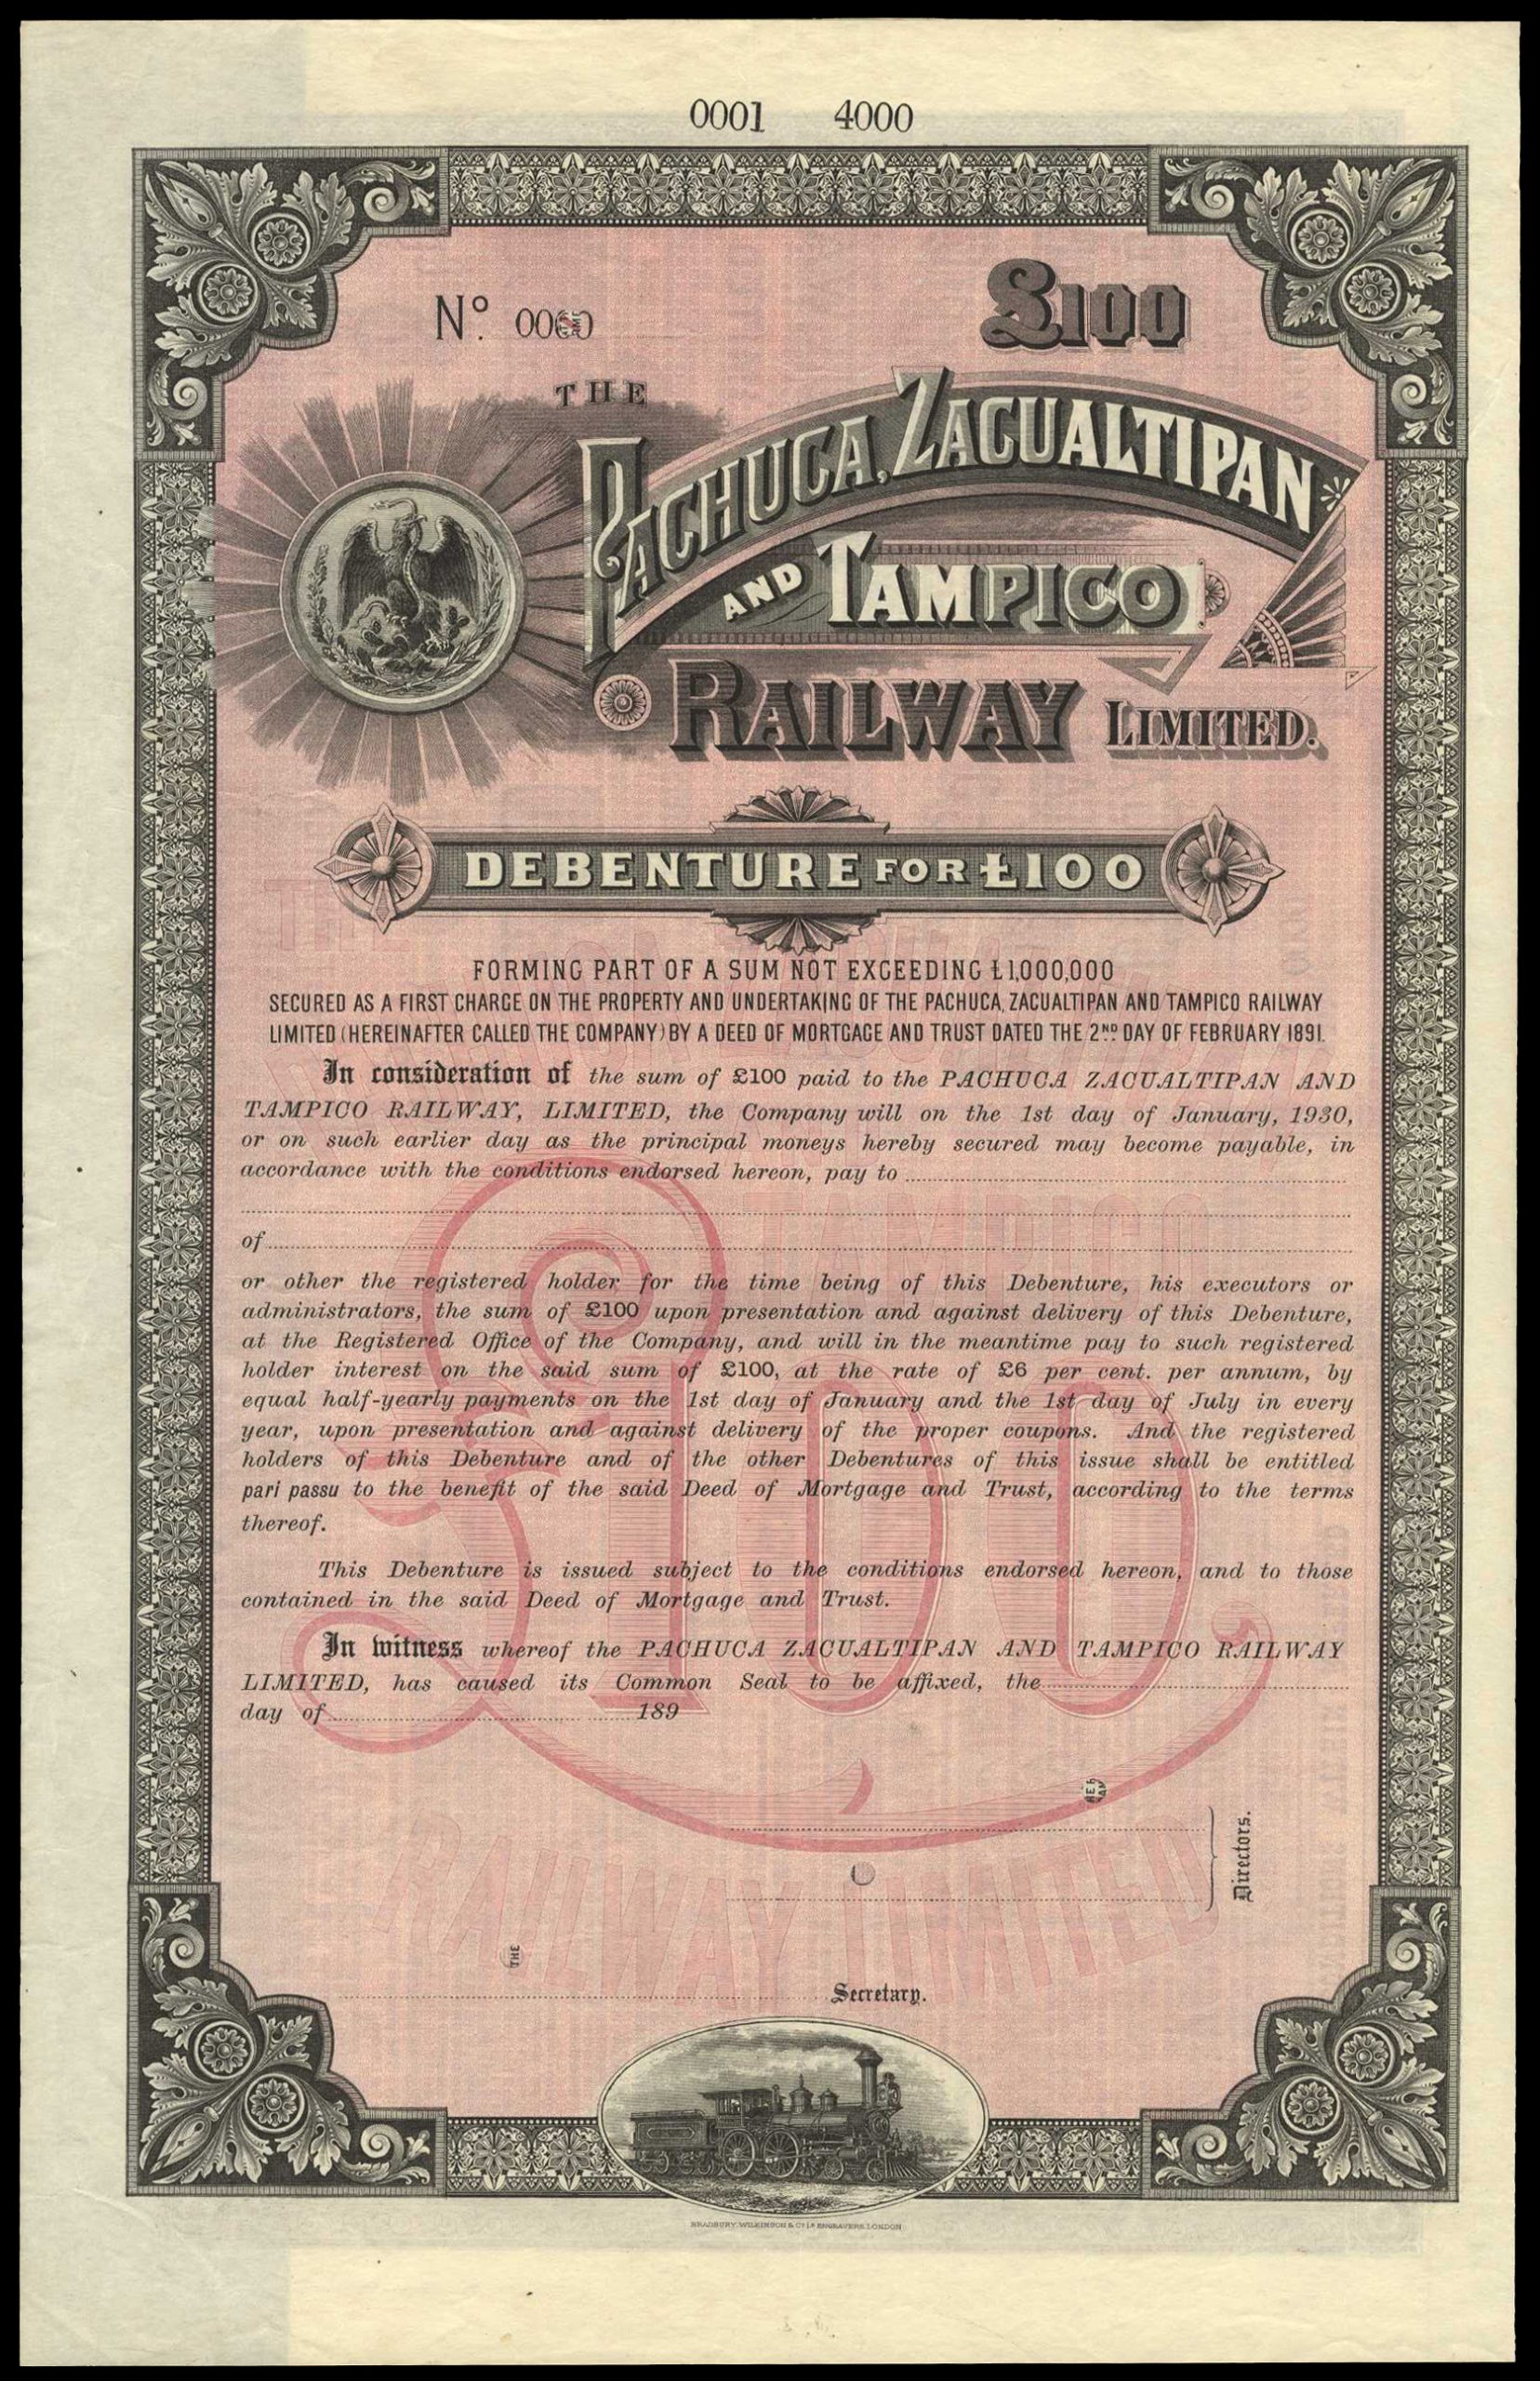 0001 4000
Nº. 0000
£100
THE
PACHUCA, ZACUALTIPAN
AND TAMPICO
RAILWAY LIMITED.
DEBENTURE FOR £100
FORMING PART OF A SUM NOT EXCEEDING £1,000,000
SECURED AS A FIRST CHARGE ON THE PROPERTY AND UNDERTAKING OF THE PACHUCA, ZACUALTIPAN AND TAMPICO RAILWAY
LIMITED (HEREINAFTER CALLED THE COMPANY) BY A DEED OF MORTGAGE AND TRUST DATED THE 2ND DAY OF FEBRUARY 1891.
In consideration of the sum of £100 paid to the PACHUCA ZACUALTIPAN AND
TAMPICO RAILWAY, LIMITED, the Company will on the 1st day of January, 1930,
or on such earlier day as the principal moneys hereby secured may become payable, in
accordance with the conditions endorsed hereon, pay to
of
or other the registered holder for the time being of this Debenture, his executors or
administrators, the sum of £100 upon presentation and against delivery of this Debenture,
at the Registered Office of the Company, and will in the meantime pay to such registered
holder interest on the said sum of £100, at the rate of £6 per cent. per annum, by
equal half-yearly payments on the 1st day of January and the 1st day of July in every
year, upon presentation and against delivery of the proper coupons. And the registered
holders of this Debenture and of the other Debentures of this issue shall be entitled
pari passu to the benefit of the said Deed of Mortgage and Trust, according to the terms
thereof.
This Debenture is issued subject to the conditions endorsed hereon, and to those
contained in the said Deed of Mortgage and Trust.
In witness whereof the PACHUCA ZACUALTIPAN AND TAMPICO RAILWAY
LIMITED, has caused its Common Seal to be affixed, the
day of 189
£100
Directors.
RAILWAY LIMITED
THE
Secretary.
BRADBURY, WILKINSON & Co Ld ENGRAVERS, LONDON